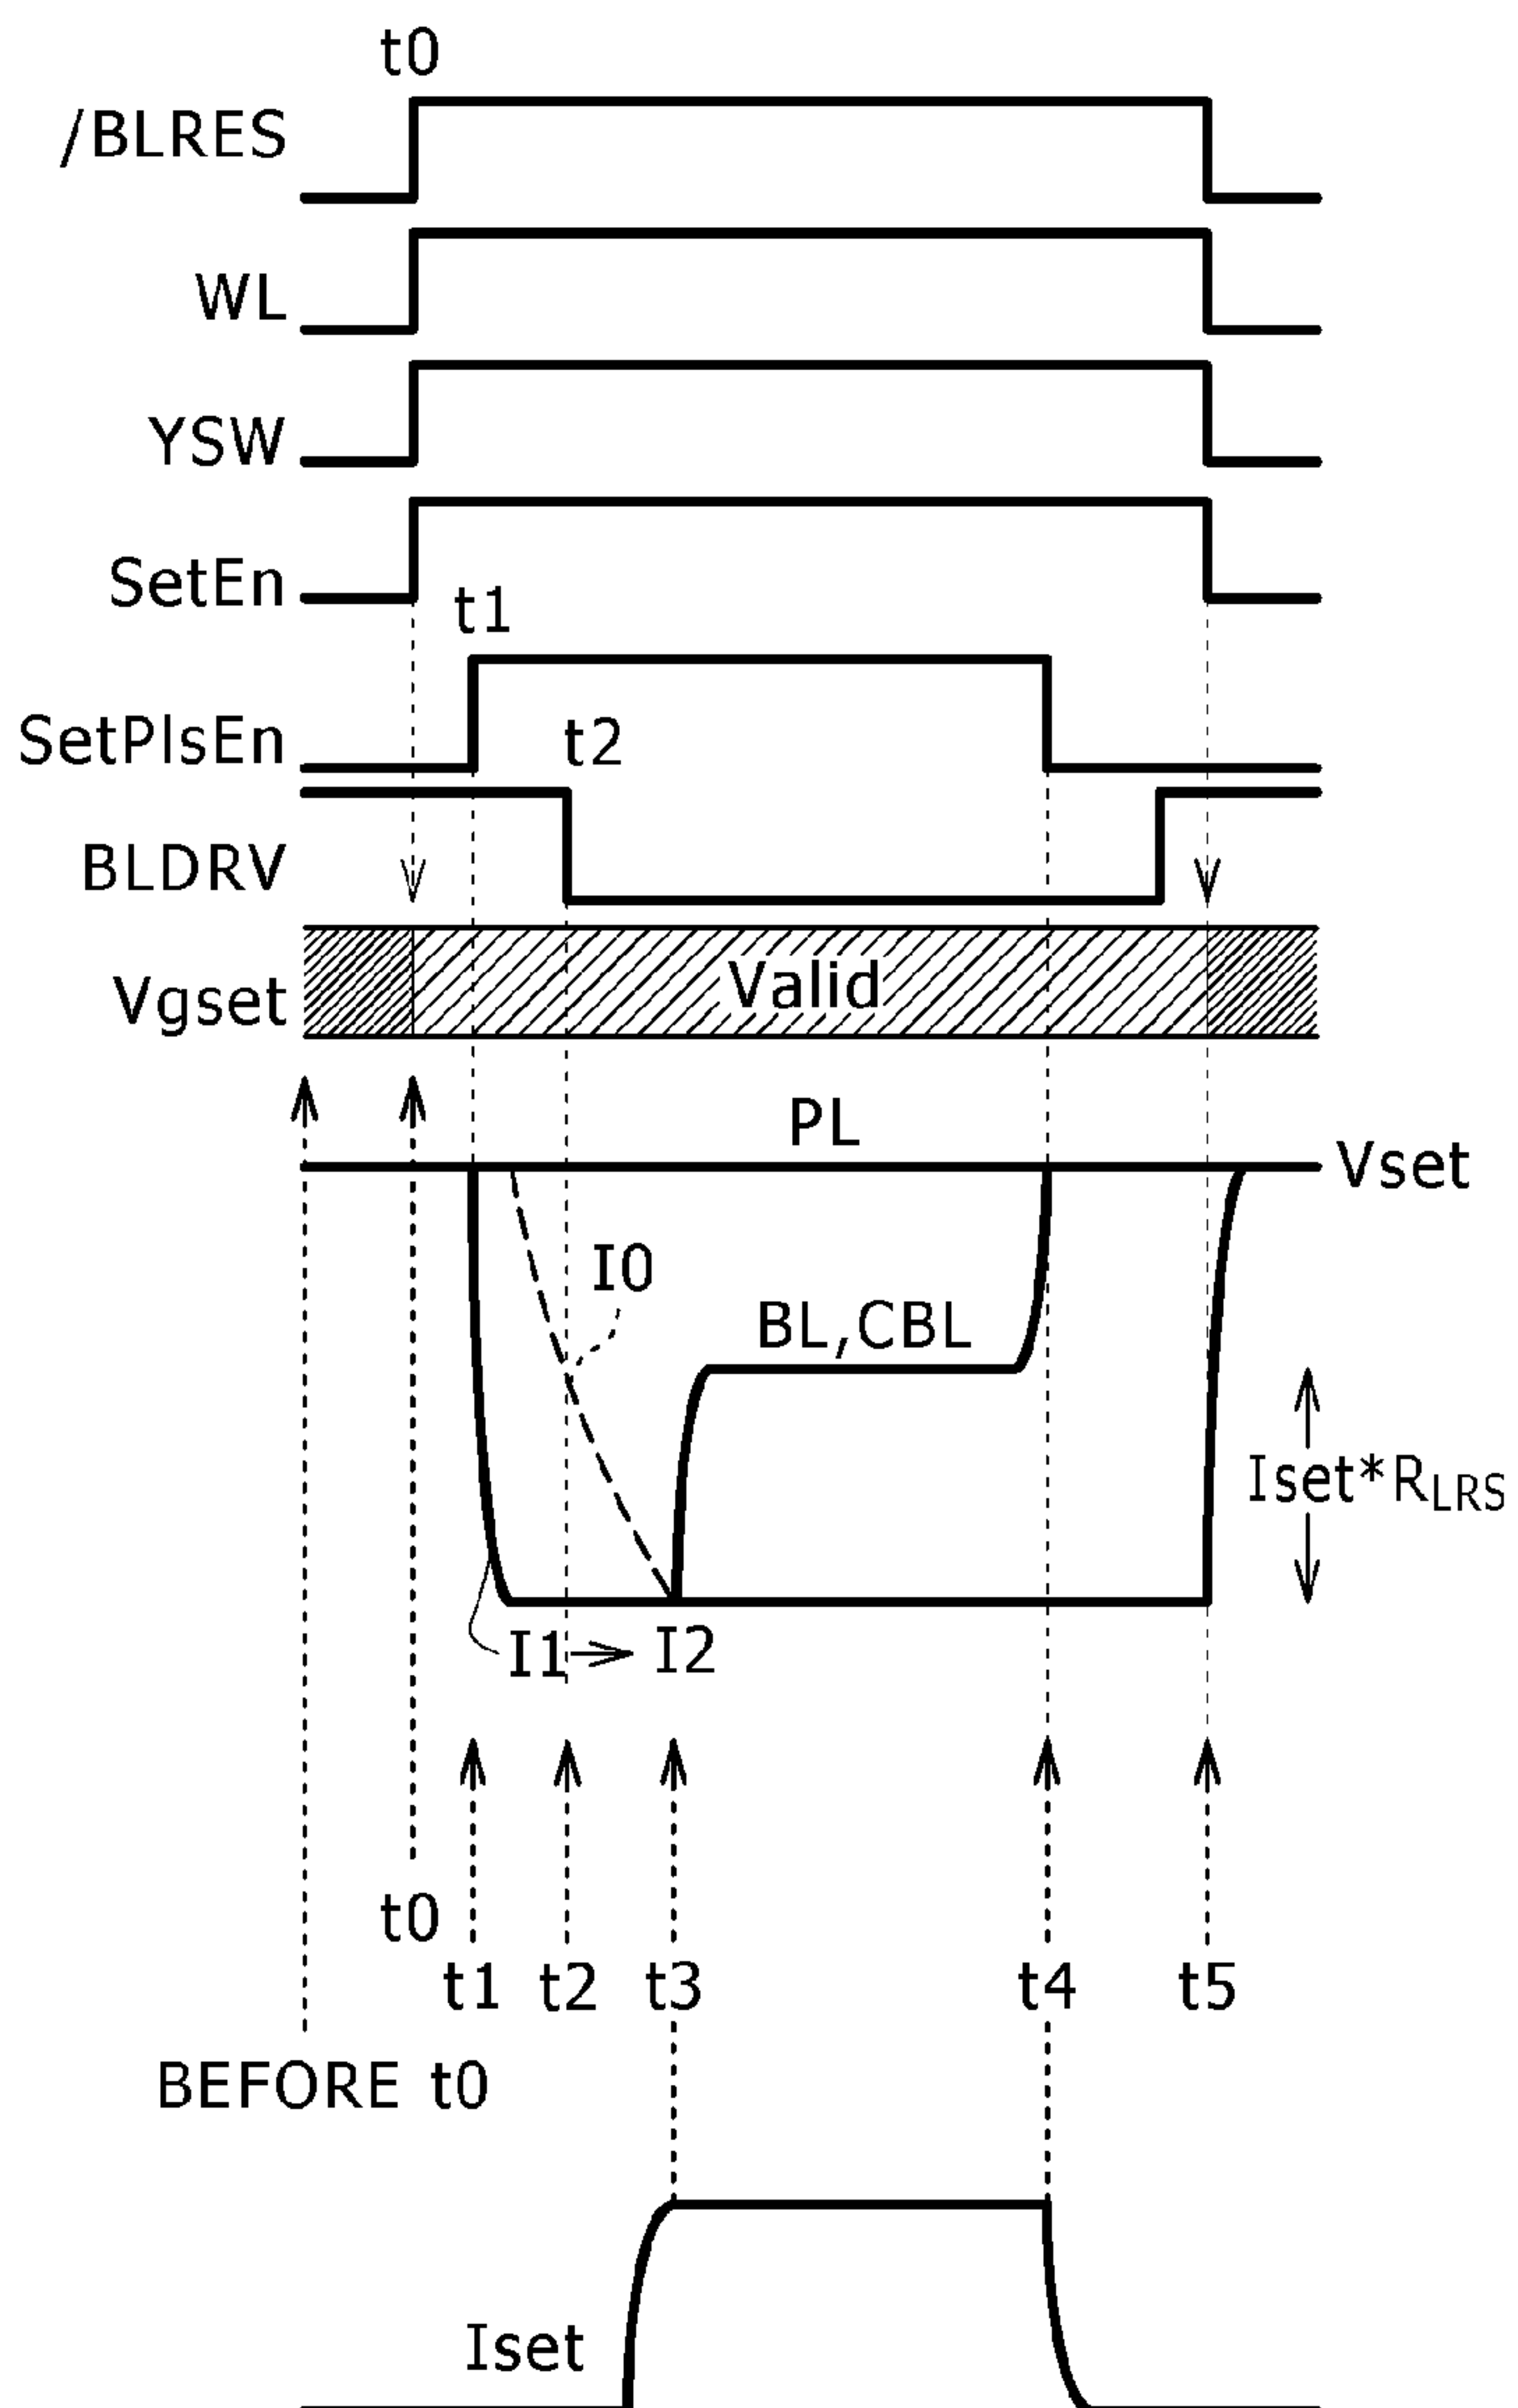 t0
/BLRES
WL
YSW
SetEn
t1
SetPlsEn
t2
BLDRV
Vgset
Valid
PL
Vset
I0
BL,CBL
Iset*RLRS
I1
I2
t0
t1
t2
t3
t4
t5
BEFORE t0
Iset